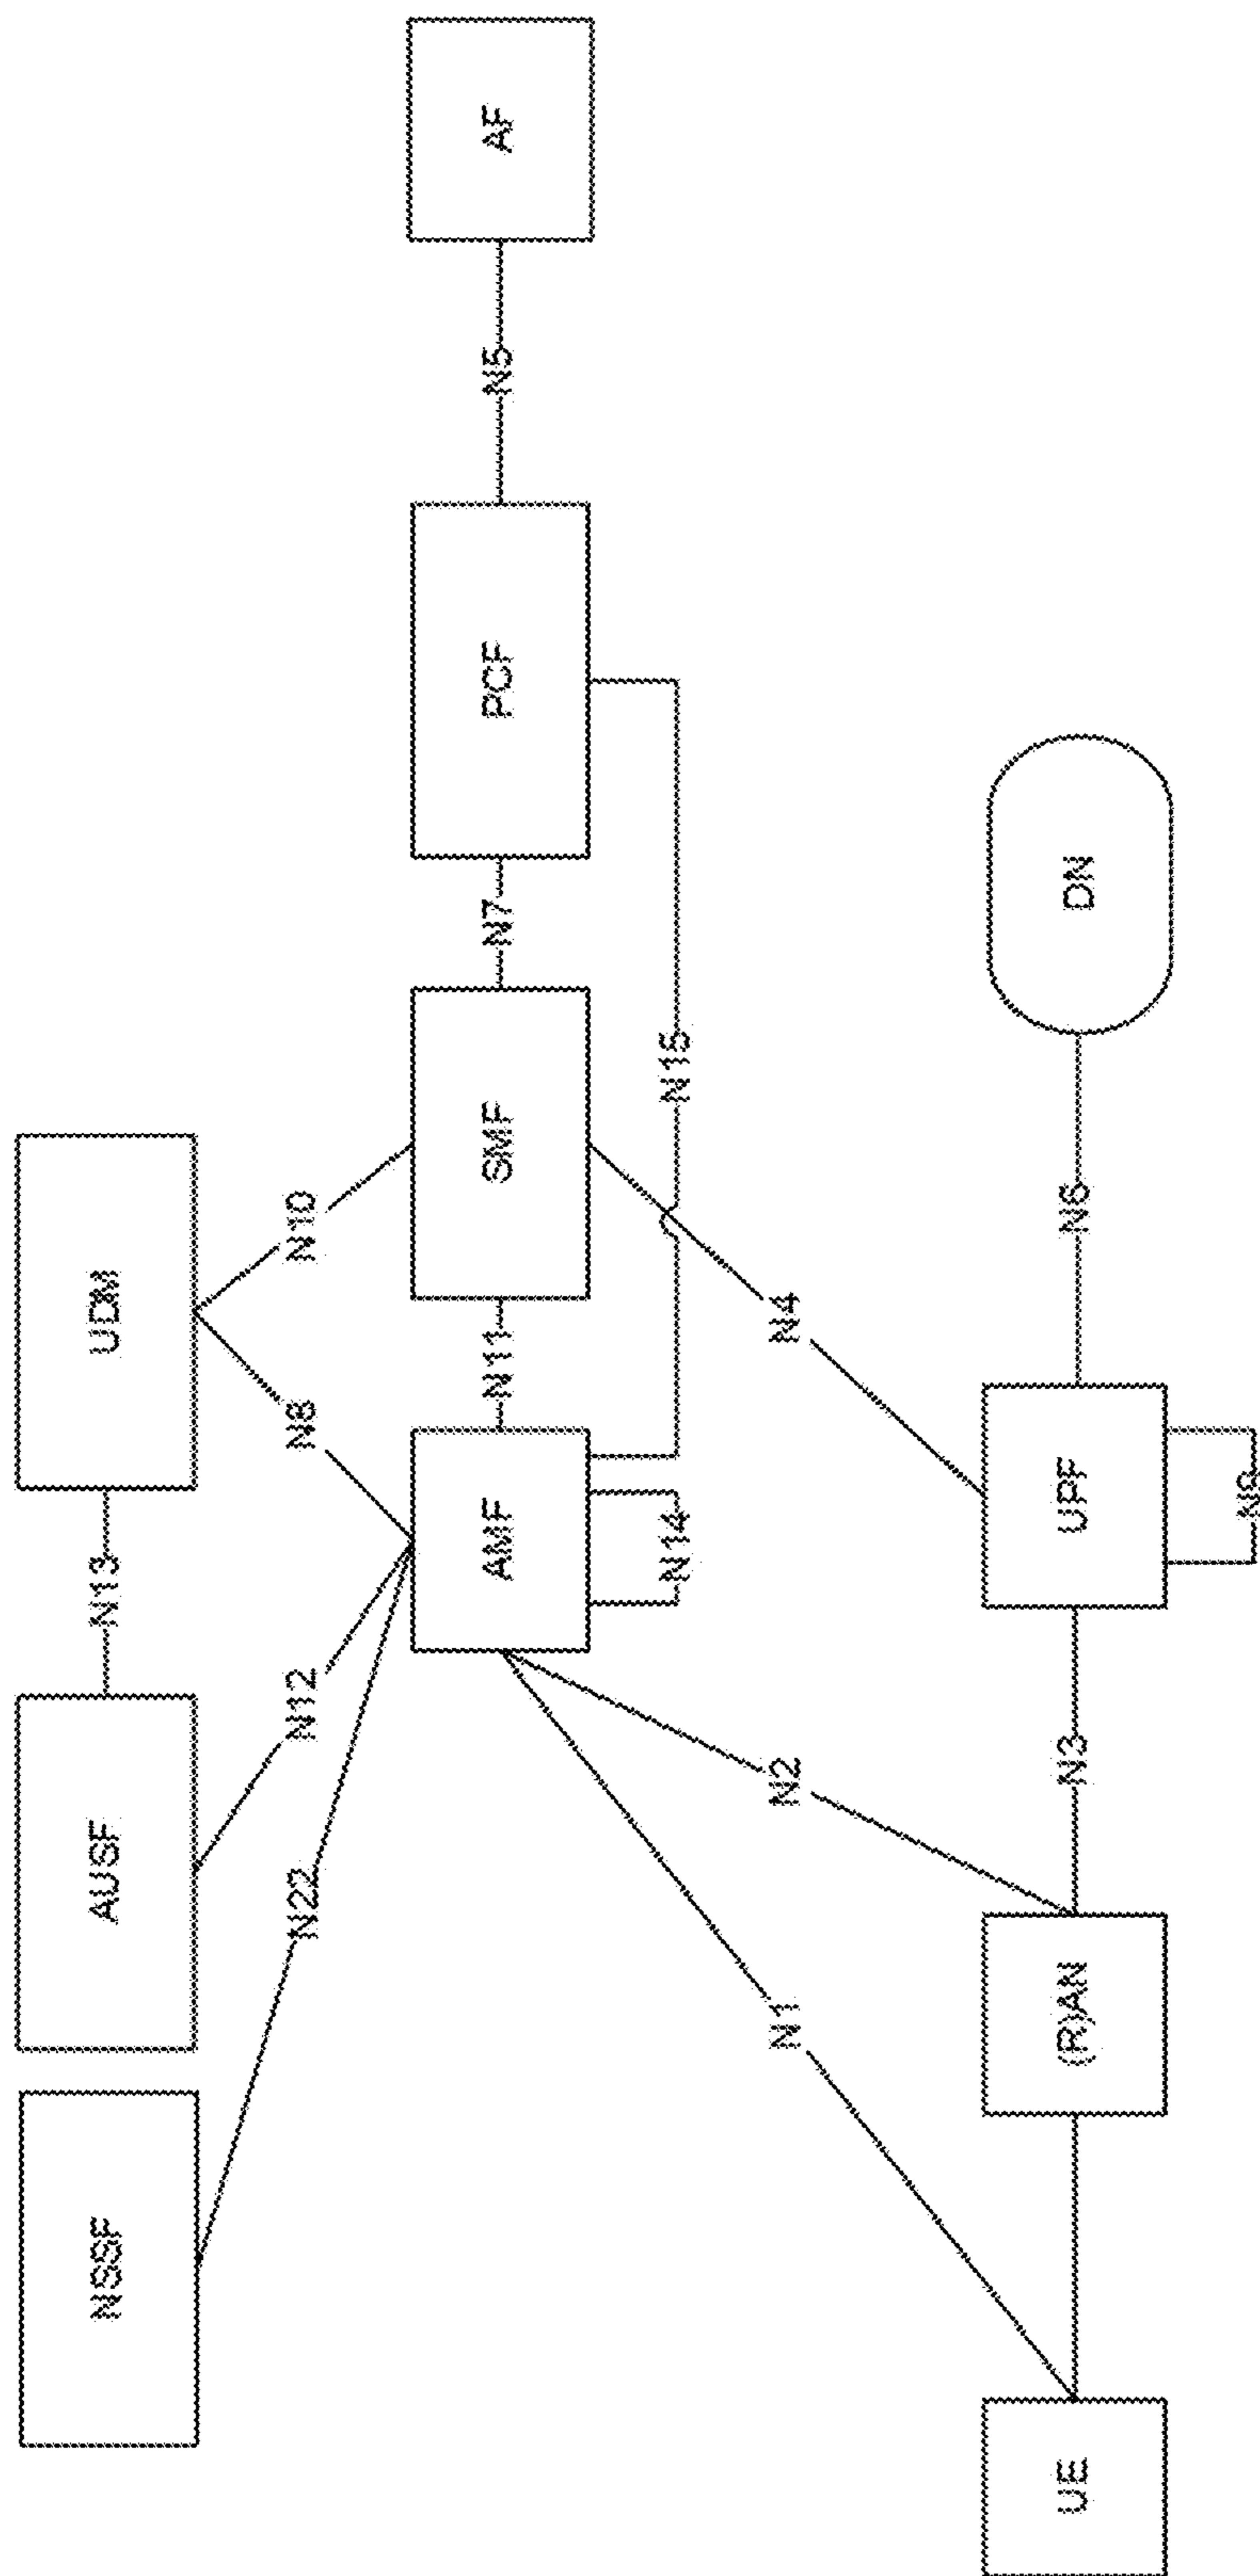 NSSF
AUSF
N13
UDM
N22
N12
N8
N10
AMF
N11
SMF
N7
PCF
N5
AF
N14
N15
N1
N2
N4
UE
(R)AN
N3
UPF
N6
DN
N9